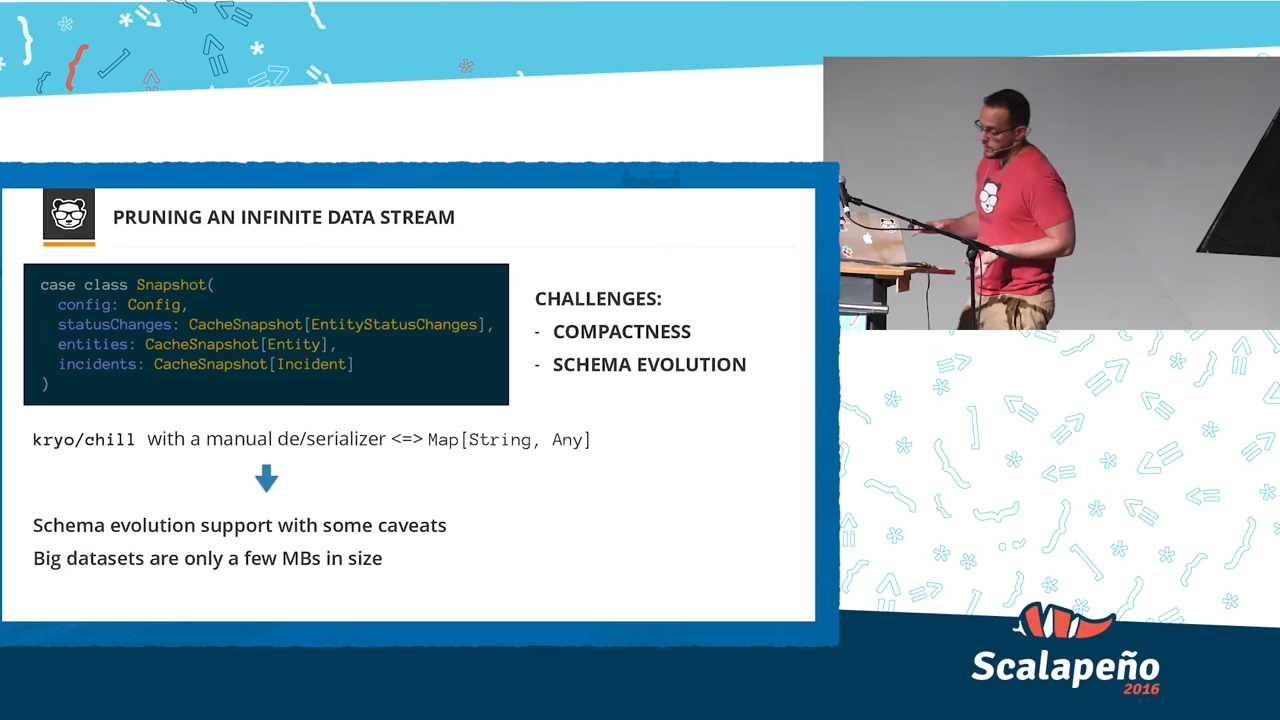 PRUNING AN INFINITE DATA STREAM
case class Snapshot(
config: Config,
statusChanges: CacheSnapshot[EntityStatusChanges],
entities: CacheSnapshot[Entity],
incidents: CacheSnapshot[Incident]
)
CHALLENGES:
- COMPACTNESS
- SCHEMA EVOLUTION
kryo/chill with a manual de/serializer <=> Map[String, Any]
Schema evolution support with some caveats
Big datasets are only a few MBs in size
Scalapeño
2016